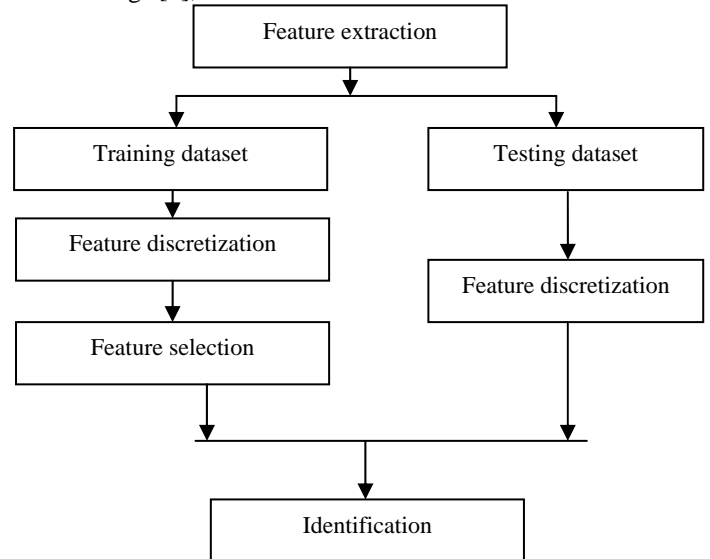 Feature extraction
Training dataset
Testing dataset
Feature discretization
Feature discretization
Feature selection
Identification